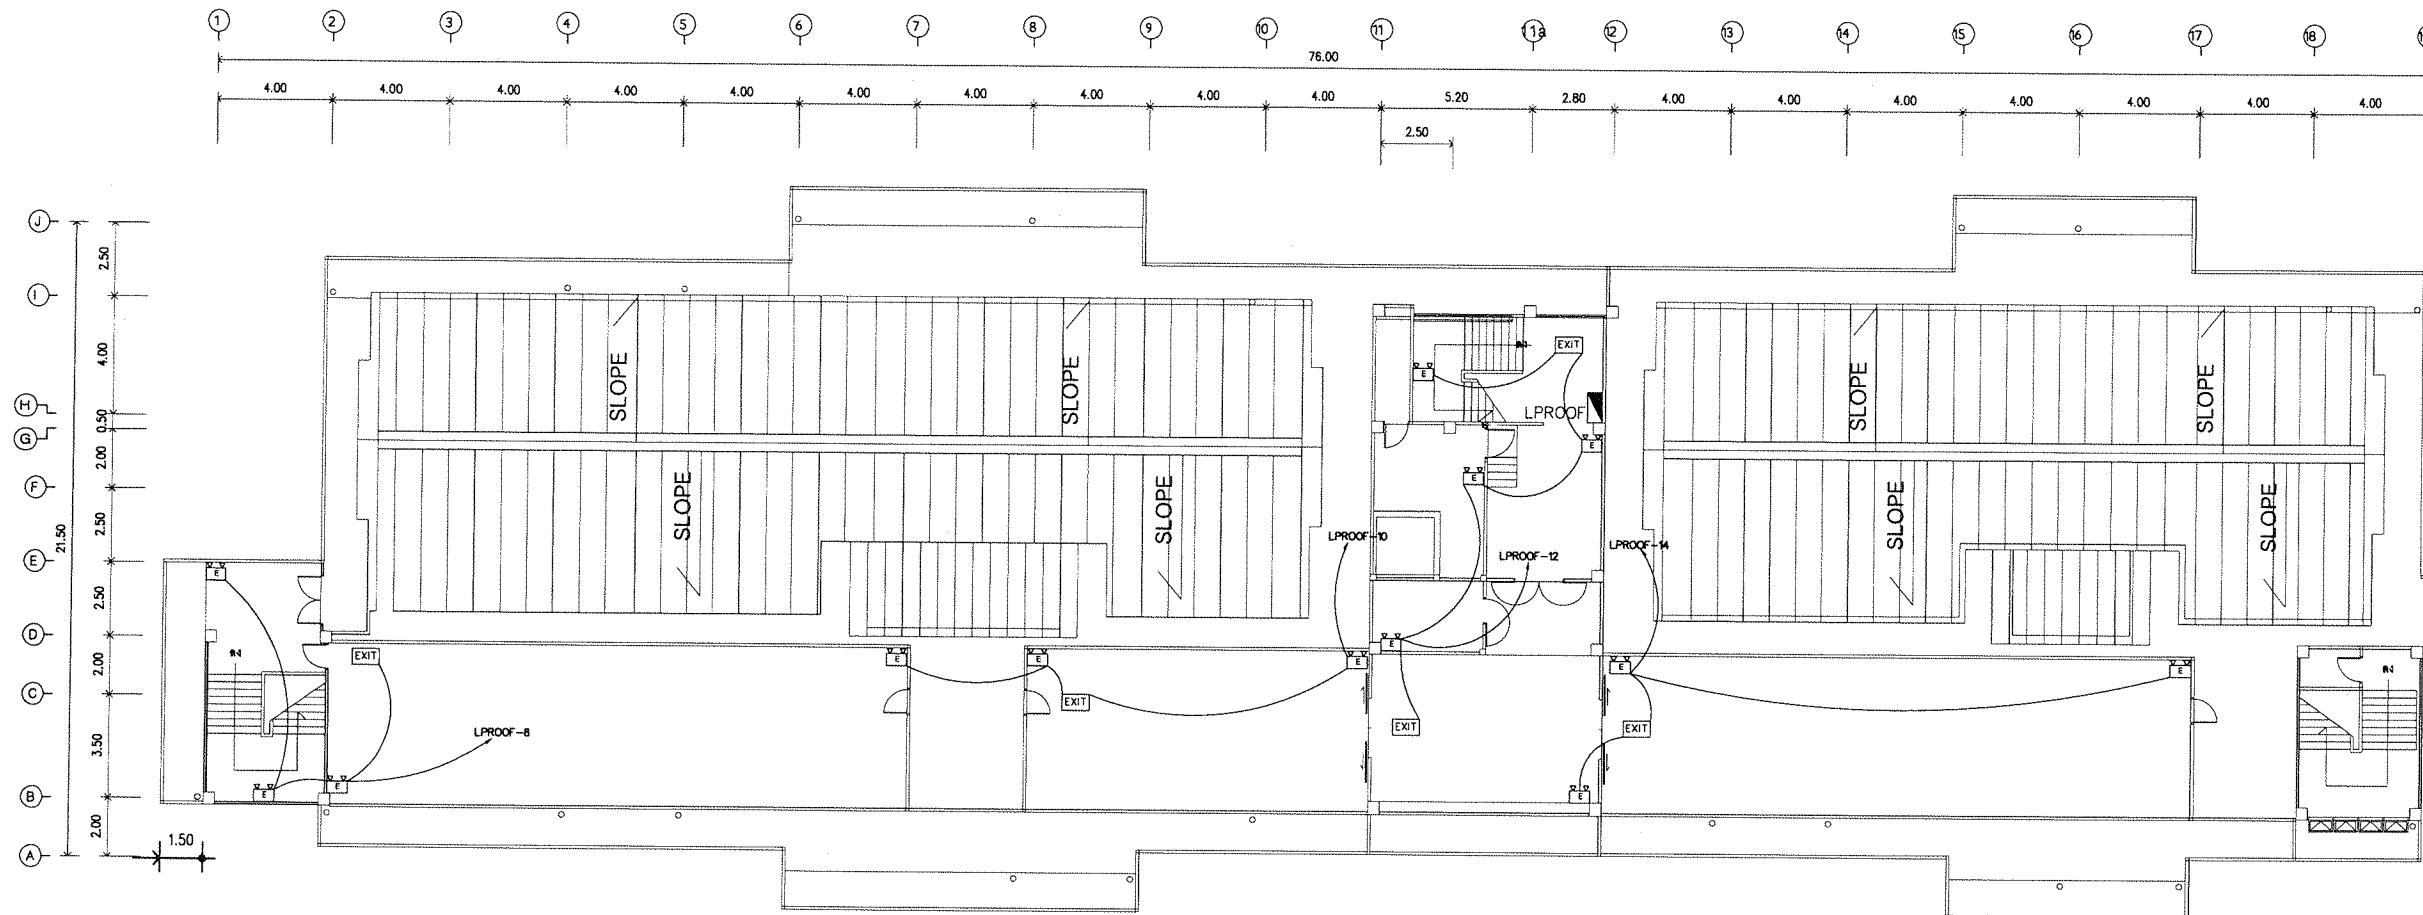 1 2 3 4 5 6 7 8 9 10 11 11a 12 13 14 15 16 17 18
76.00
4.00 4.00 4.00 4.00 4.00 4.00 4.00 4.00 4.00 4.00 5.20 2.80 4.00 4.00 4.00 4.00 4.00 4.00 4.00
2.50
J
2.50
I
4.00
SLOPE SLOPE SLOPE SLOPE
EXIT
E
H
0.50
LPROOF
G
2.00
E
F
E
SLOPE SLOPE SLOPE SLOPE
2.50
21.50
LPROOF-10
LPROOF-12
LPROOF-14
E
E
2.50
D
E
2.00
EXIT
E E E E E
C
EXIT
EXIT EXIT
LPROOF-8
3.50
E
B
E
E
2.00
1.50
A